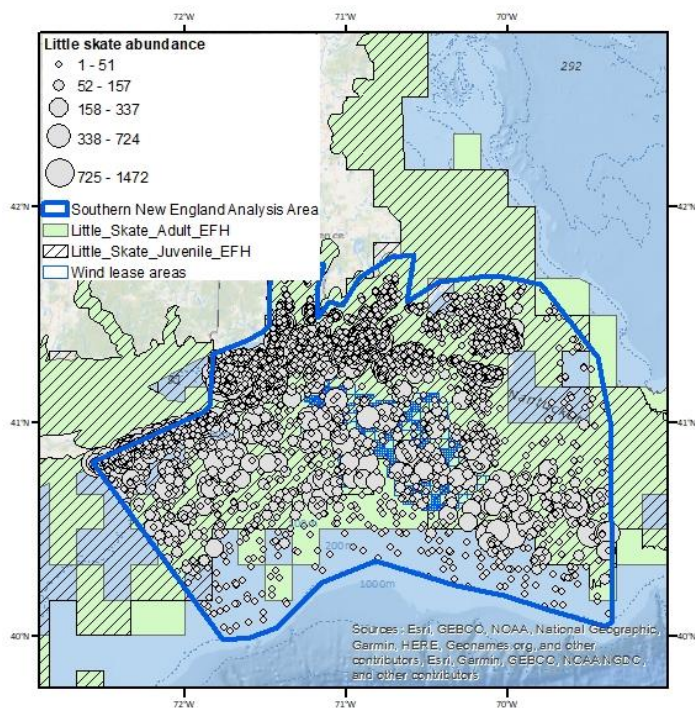 72°W 71°W 70°W
Little skate abundance
1 - 51
52 - 157
158 - 337
338 - 724
725 - 1472
Southern New England Analysis Area
Little_Skate_Adult_EFH
Little_Skate_Juvenile_EFH
Wind lease areas
292
42°N 42°N
41°N 41°N
200 m
1000m
40°N 40°N
Sources: Esri, GEBCO, NOAA, National Geographic,
Garmin, HERE, Geonames.org, and other
contributors, Esri, Garmin, GEBCO, NOAA NGDC,
and other contributors
72°W 71°W 70°W